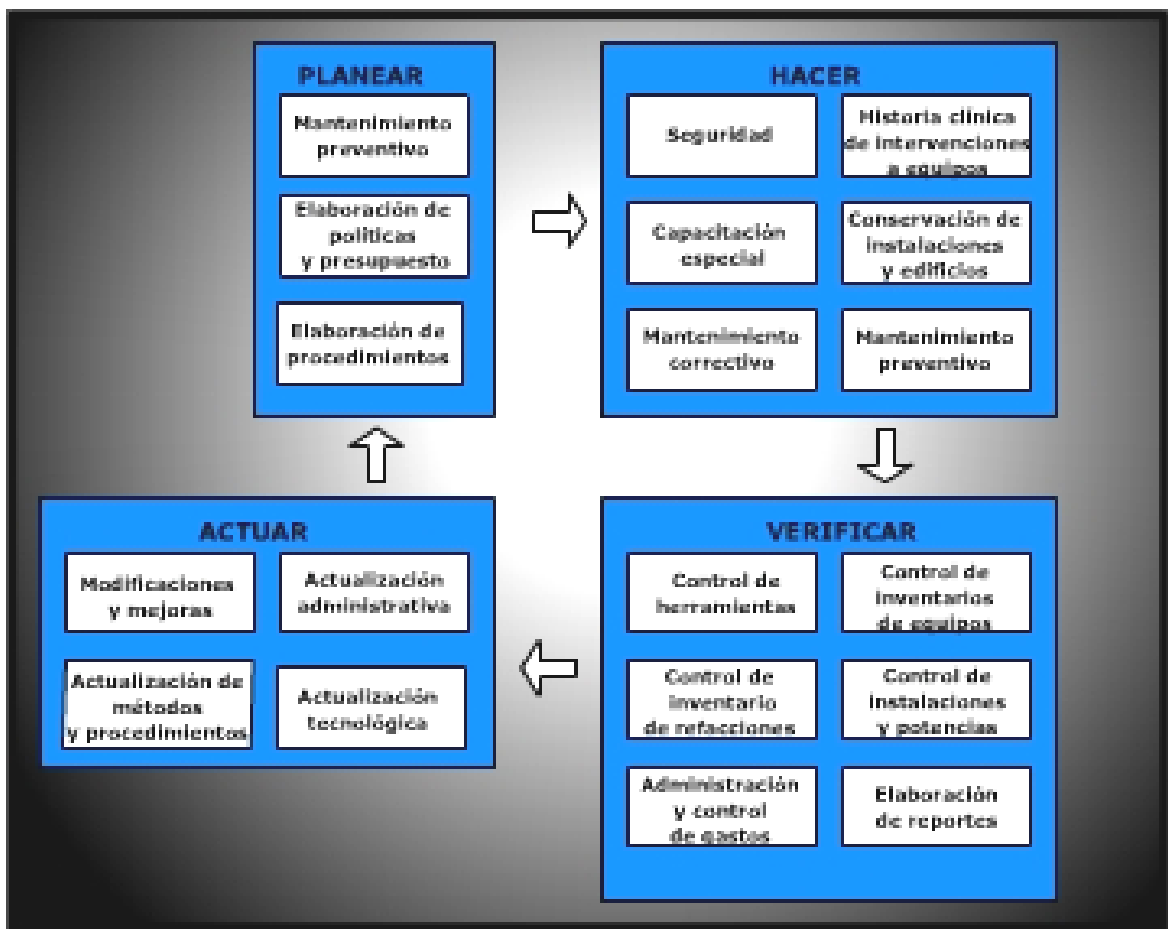 PLANEAR
Mantenimiento
preventivo
Elaboración de
políticas
y presupuesto
Elaboración de
procedimientos
HACER
Seguridad
Historia clínica
de intervenciones
a equipos
Capacitación
especial
Conservación de
instalaciones
y edificios
Mantenimiento
correctivo
Mantenimiento
preventivo
ACTUAR
Modificaciones
y mejoras
Actualización
administrativa
Actualización de
métodos
y procedimientos
Actualización
tecnológica
VERIFICAR
Control de
herramientas
Control de
inventarios
de equipos
Control de
inventario
de refacciones
Control de
instalaciones
y potencias
Administración
y control
de gastos
Elaboración
de reportes